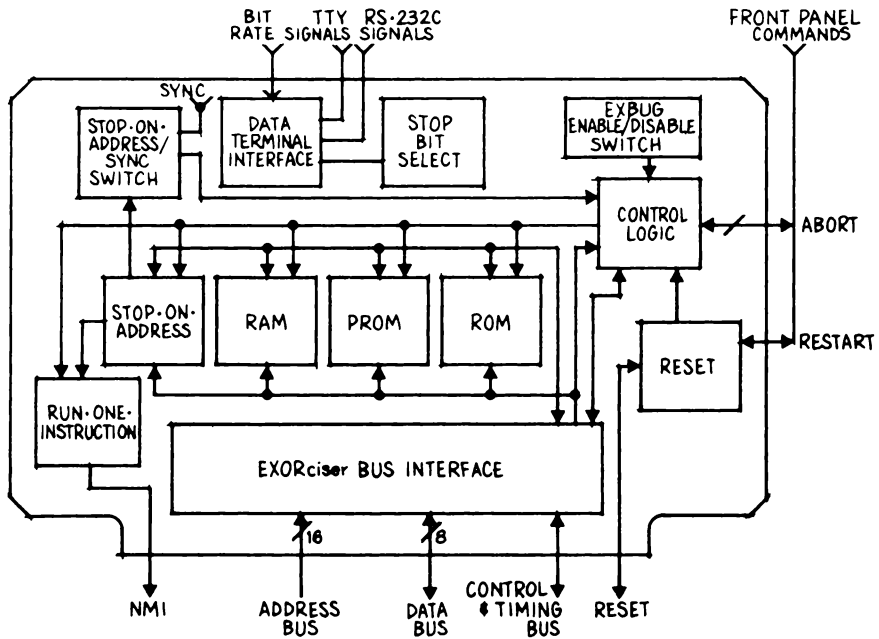 BIT RATE
TTY SIGNALS
RS-232C SIGNALS
FRONT PANEL
COMMANDS
SYNC
STOP-ON-
ADDRESS/
SYNC
SWITCH
DATA
TERMINAL
INTERFACE
STOP
BIT
SELECT
EXBUG
ENABLE/DISABLE
SWITCH
CONTROL
LOGIC
ABORT
STOP-ON-
ADDRESS
RAM
PROM
ROM
RESTART
RESET
RUN-ONE-
INSTRUCTION
EXORciser BUS INTERFACE
16
8
NMI
ADDRESS
BUS
DATA
BUS
CONTROL
& TIMING
BUS
RESET